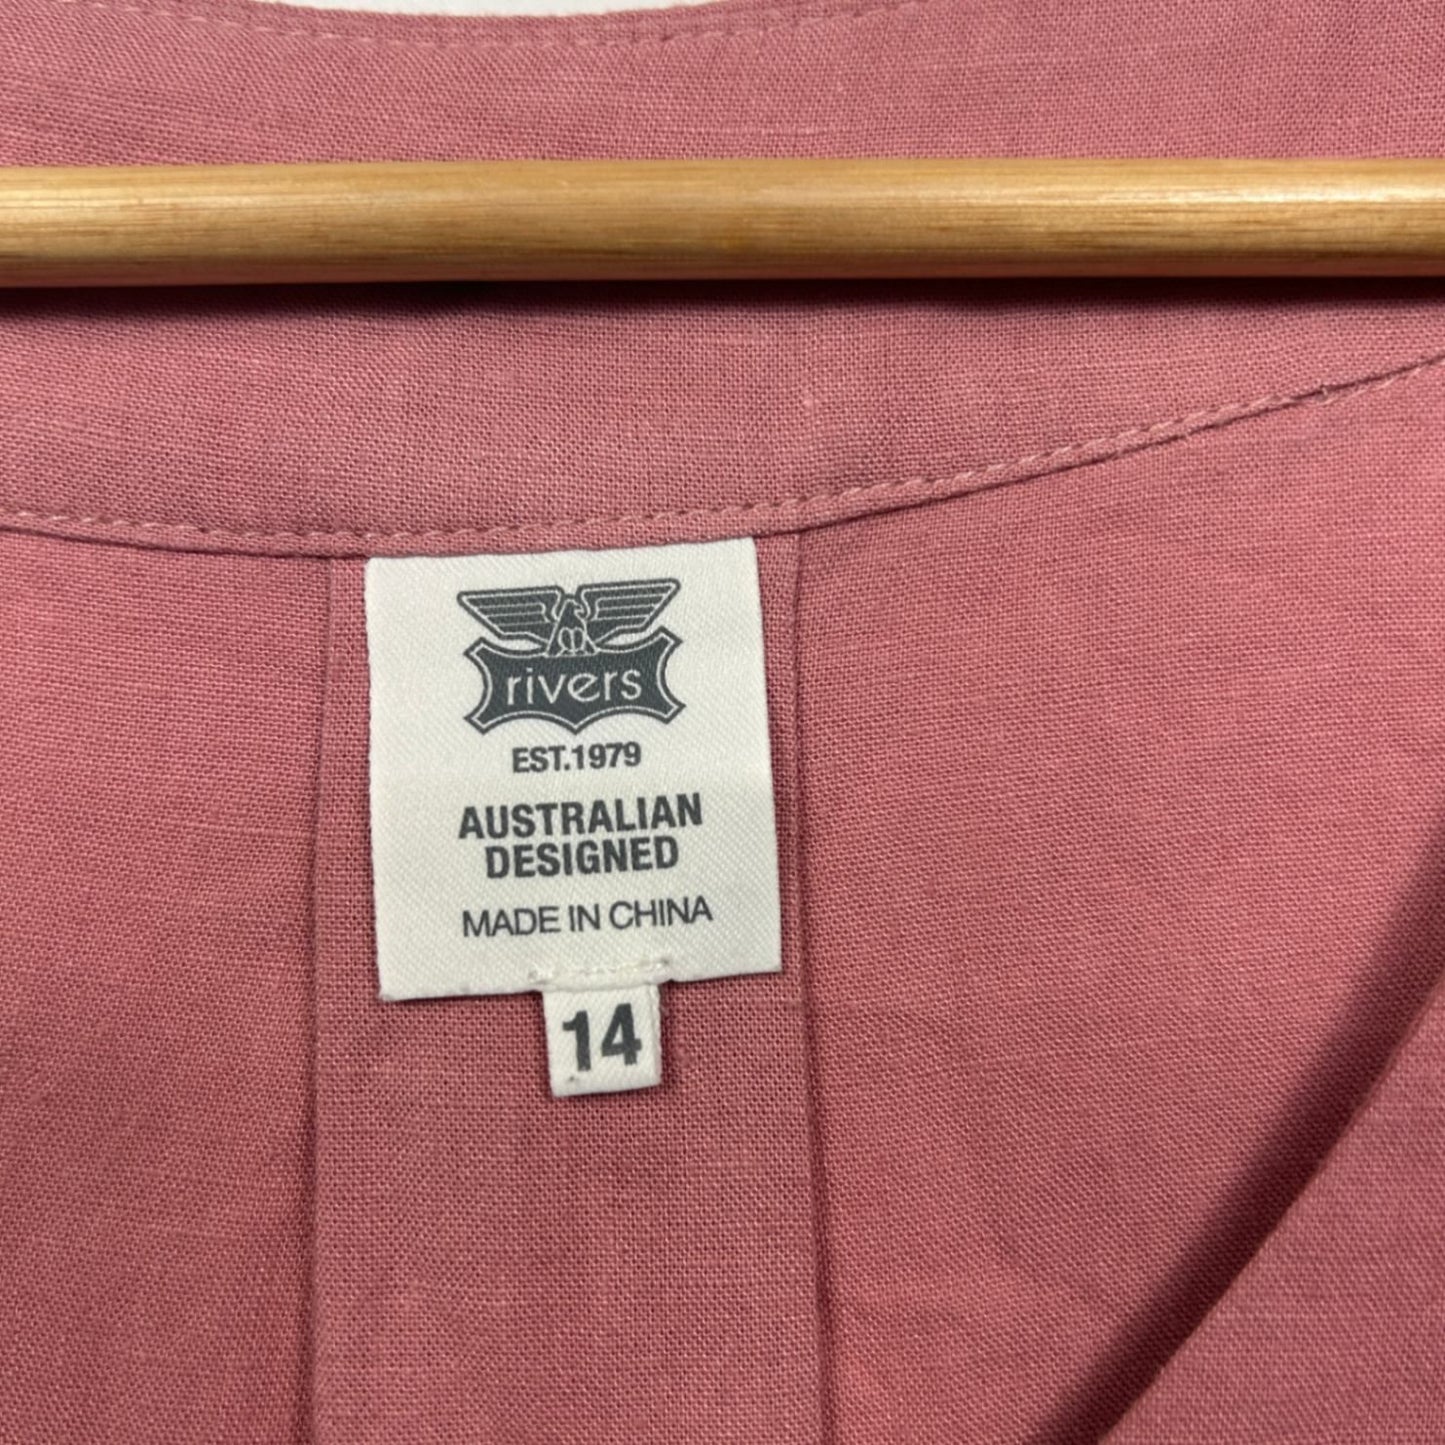 rivers
EST.1979
AUSTRALIAN
DESIGNED
MADE IN CHINA
14